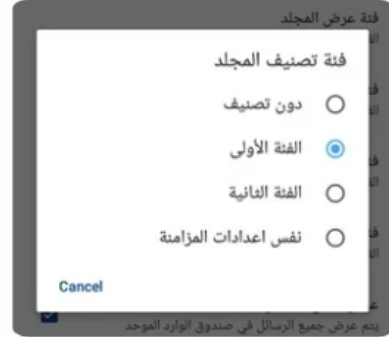 فئة عرض المجلد
فئة تصنيف المجلد
دون تصنيف
الفئة الأولى
الفئة الثانية
نفس اعدادات المزامنة
Cancel
يتم عرض جميع الرسائل في صندوق الوارد الموحد